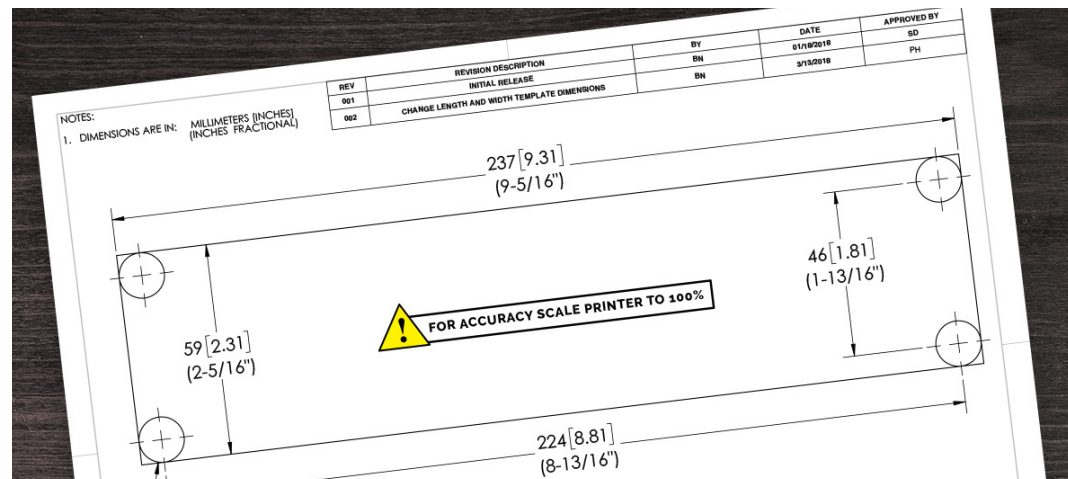 REV REVISION DESCRIPTION BY DATE APPROVED BY
001 INITIAL RELEASE BN 01/18/2018 SD
002 CHANGE LENGTH AND WIDTH TEMPLATE DIMENSIONS BN 3/13/2018 PH
NOTES:
1. DIMENSIONS ARE IN: MILLIMETERS [INCHES]
(INCHES FRACTIONAL)
237[9.31]
(9-5/16")
46[1.81]
(1-13/16")
! FOR ACCURACY SCALE PRINTER TO 100%
59[2.31]
(2-5/16")
224[8.81]
(8-13/16")